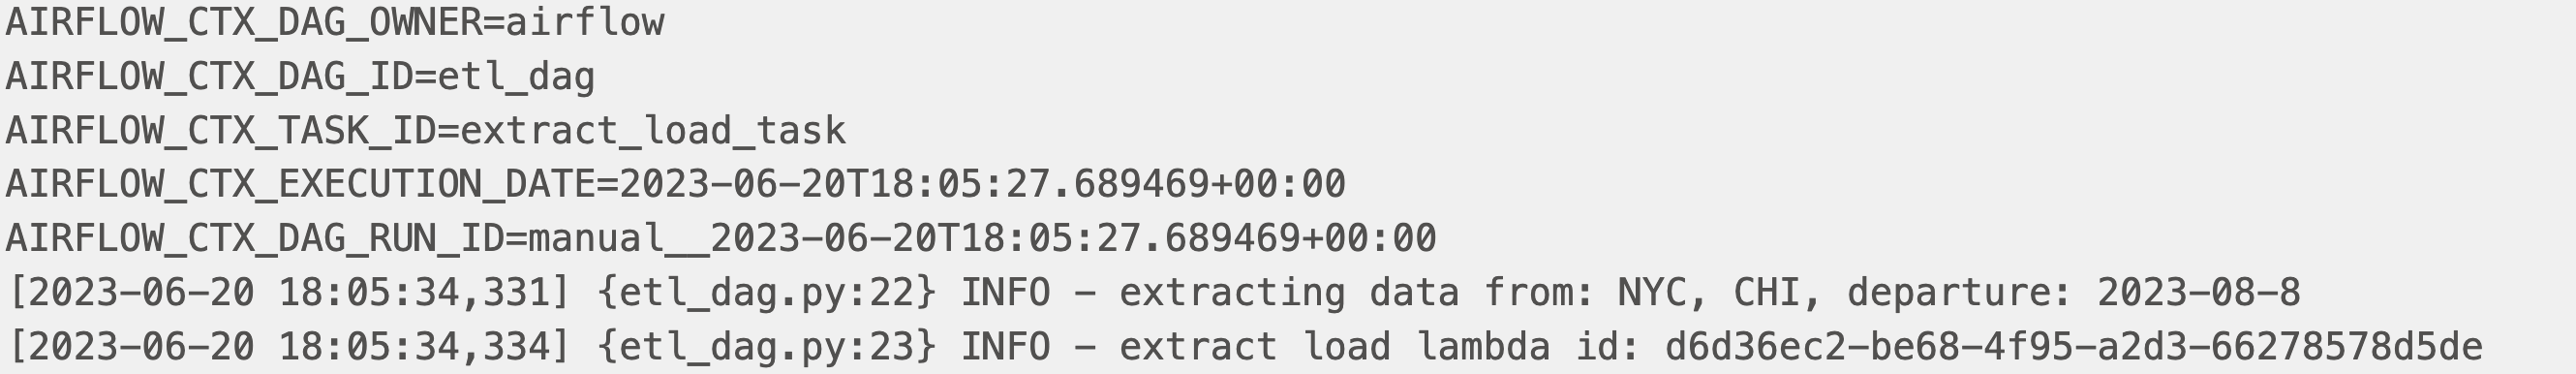 AIRFLOW_CTX_DAG_OWNER=airflow
AIRFLOW_CTX_DAG_ID=etl_dag
AIRFLOW_CTX_TASK_ID=extract_load_task
AIRFLOW_CTX_EXECUTION_DATE=2023-06-20T18:05:27.689469+00:00
AIRFLOW_CTX_DAG_RUN_ID=manual__2023-06-20T18:05:27.689469+00:00
[2023-06-20 18:05:34,331] {etl_dag.py:22} INFO - extracting data from: NYC, CHI, departure: 2023-08-8
[2023-06-20 18:05:34,334] {etl_dag.py:23} INFO - extract load lambda id: d6d36ec2-be68-4f95-a2d3-66278578d5de